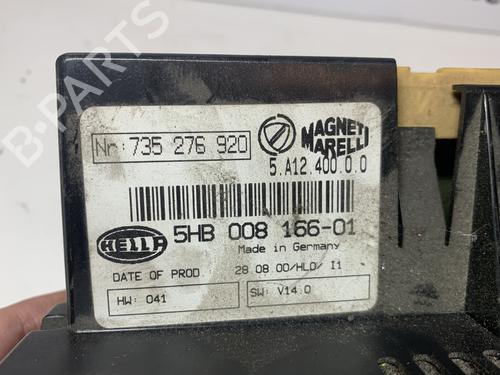 Nr: 735 276 920
MAGNETI MARELLI
5.A12.400.0.0
HELLA
5HB 008 166-01
Made in Germany
DATE OF PROD 28 08 00/HLO/ I1
HW: 041
SW: V14.0
B-PARTS